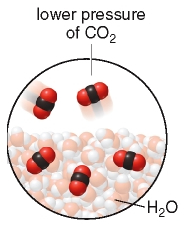 lower pressure
of CO₂
H₂O